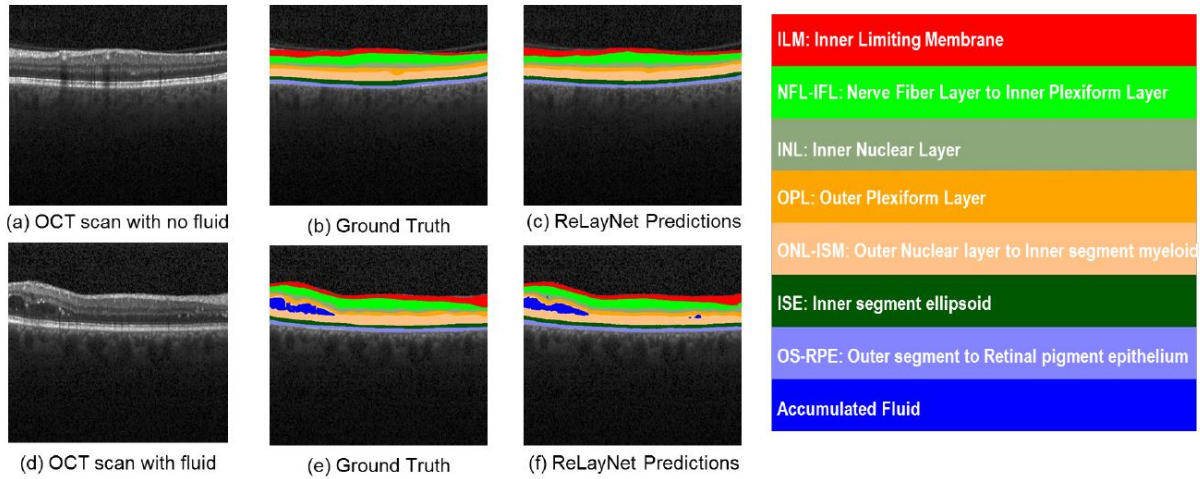 (a) OCT scan with no fluid
(b) Ground Truth
(c) ReLayNet Predictions
(d) OCT scan with fluid
(e) Ground Truth
(f) ReLayNet Predictions
ILM: Inner Limiting Membrane
NFL-IFL: Nerve Fiber Layer to Inner Plexiform Layer
INL: Inner Nuclear Layer
OPL: Outer Plexiform Layer
ONL-ISM: Outer Nuclear layer to Inner segment myeloid
ISE: Inner segment ellipsoid
OS-RPE: Outer segment to Retinal pigment epithelium
Accumulated Fluid